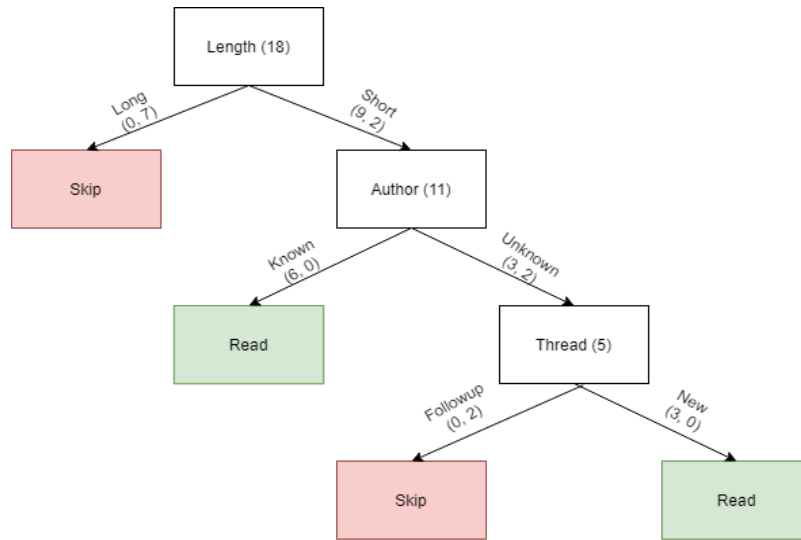 Length (18)
Long
(0, 7)
Short
(9, 2)
Skip
Author (11)
Known
(6, 0)
Unknown
(3, 2)
Read
Thread (5)
Followup
(0, 2)
New
(3, 0)
Skip
Read